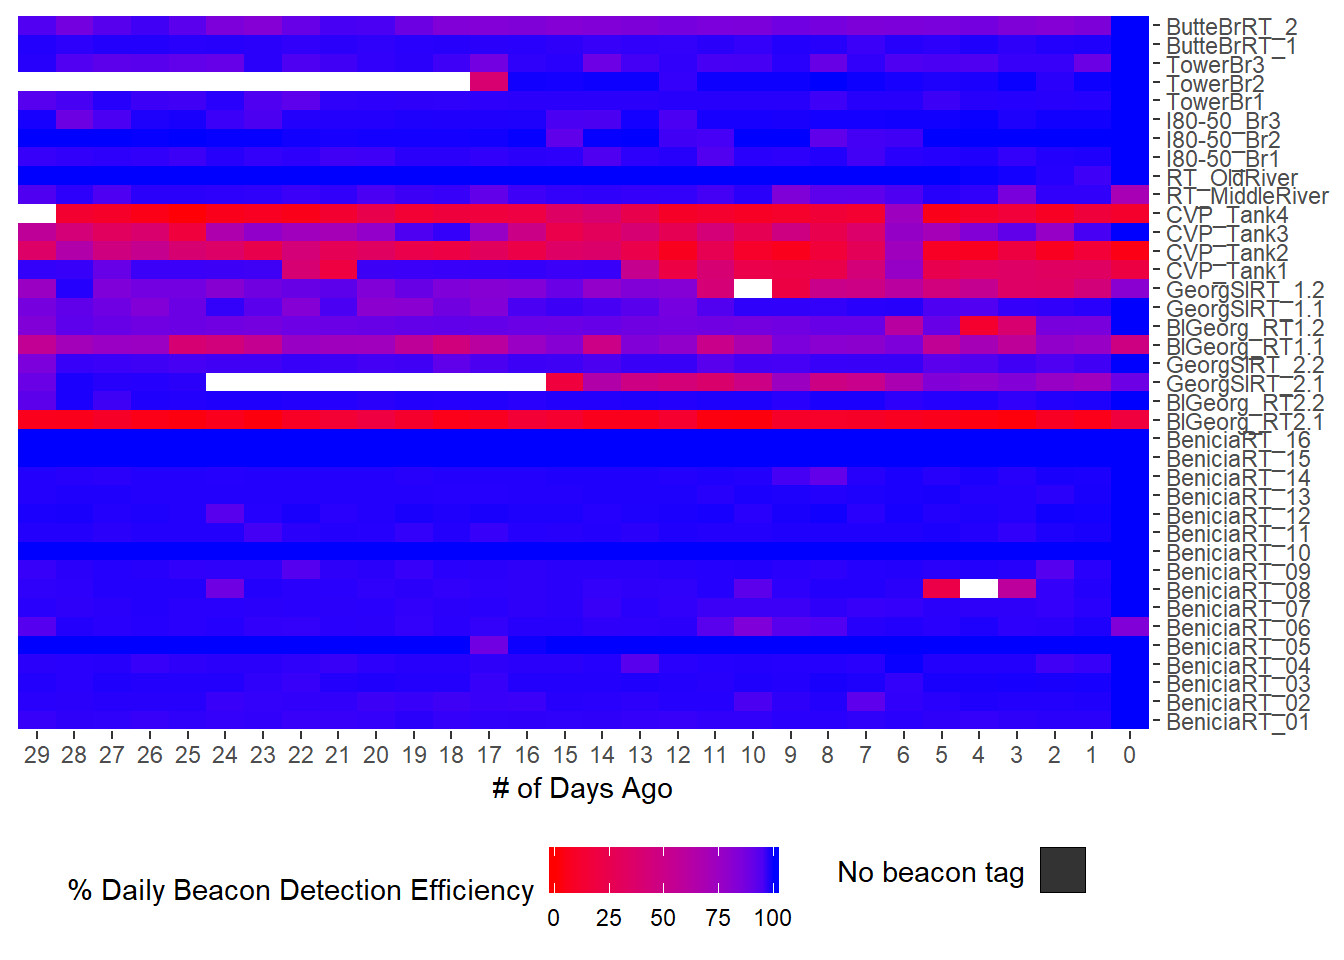 ButteBrRT_2
ButteBrRT_1
TowerBr3
TowerBr2
TowerBr1
I80-50_Br3
I80-50_Br2
I80-50_Br1
RT_OldRiver
RT_MiddleRiver
CVP_Tank4
CVP_Tank3
CVP_Tank2
CVP_Tank1
GeorgSlRT_1.2
GeorgSlRT_1.1
BlGeorg_RT1.2
BlGeorg_RT1.1
GeorgSlRT_2.2
GeorgSlRT_2.1
BlGeorg_RT2.2
BlGeorg_RT2.1
BeniciaRT_16
BeniciaRT_15
BeniciaRT_14
BeniciaRT_13
BeniciaRT_12
BeniciaRT_11
BeniciaRT_10
BeniciaRT_09
BeniciaRT_08
BeniciaRT_07
BeniciaRT_06
BeniciaRT_05
BeniciaRT_04
BeniciaRT_03
BeniciaRT_02
BeniciaRT_01
29 28 27 26 25 24 23 22 21 20 19 18 17 16 15 14 13 12 11 10 9 8 7 6 5 4 3 2 1 0
# of Days Ago
% Daily Beacon Detection Efficiency
0 25 50 75 100
No beacon tag